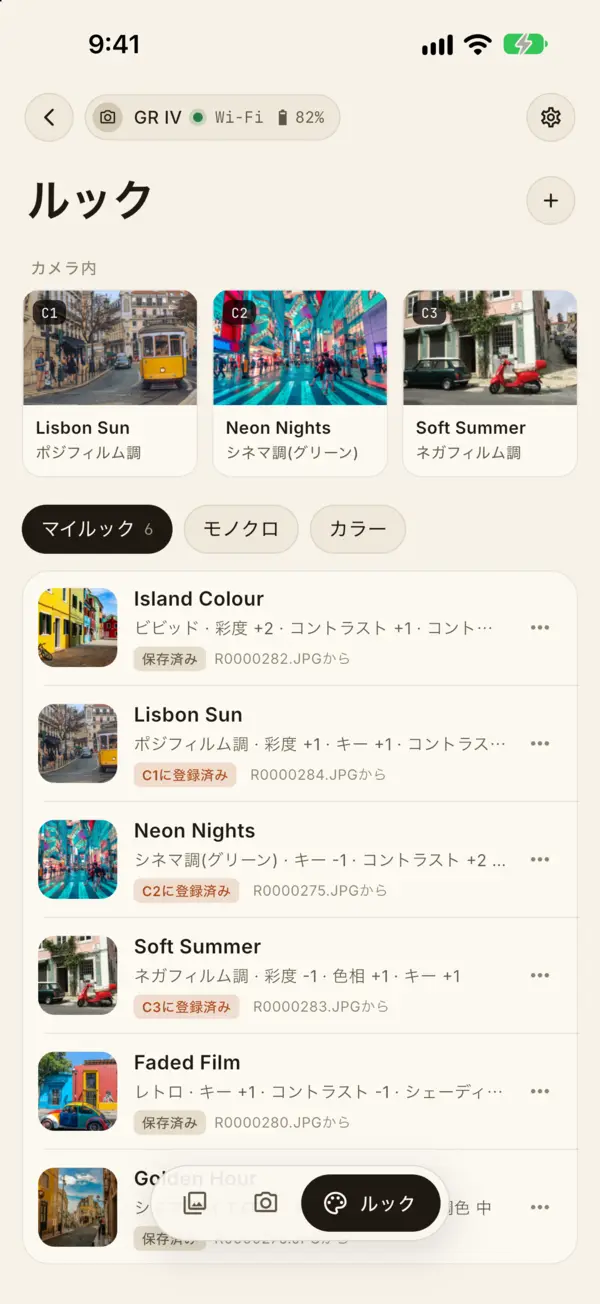 9:41
GR IV Wi-Fi 82%
ルック
カメラ内
C1
C2
C3
Lisbon Sun
ポジフィルム調
Neon Nights
シネマ調(グリーン)
Soft Summer
ネガフィルム調
マイルック 6
モノクロ
カラー
Island Colour
ビビッド · 彩度 +2 · コントラスト +1 · コント…
保存済み R0000282.JPGから
Lisbon Sun
ポジフィルム調 · 彩度 +1 · キー +1 · コントラス…
C1に登録済み R0000284.JPGから
Neon Nights
シネマ調(グリーン) · キー -1 · コントラスト +2 …
C2に登録済み R0000275.JPGから
Soft Summer
ネガフィルム調 · 彩度 -1 · 色相 +1 · キー +1
C3に登録済み R0000283.JPGから
Faded Film
レトロ · キー +1 · コントラスト -1 · シェーディ…
保存済み R0000280.JPGから
Golden Hour
色 中
保存済み
ルック